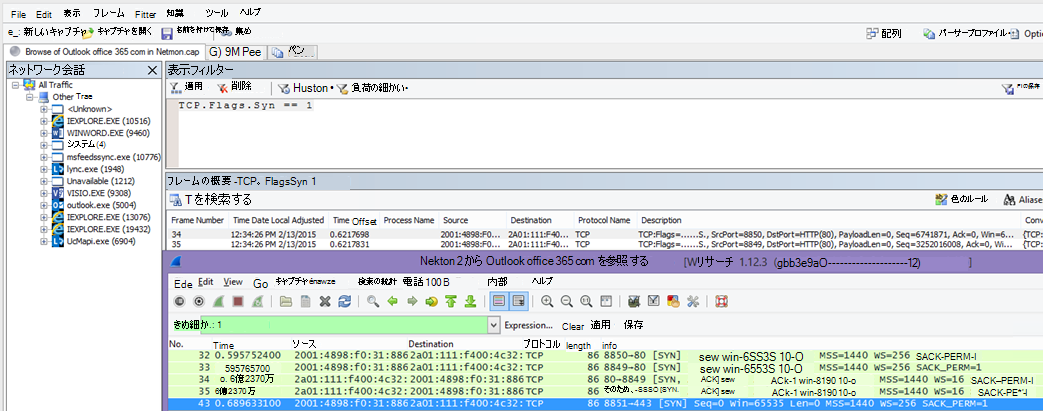 File Edit 表示 フレーム Fitter 知識 ツール ヘルプ
e_: 新しいキャプチャ キャプチャを開く 名前を付けて保存 集め 配列 パーサープロファイル・ Optio
Browse of Outlook office 365 com in Netmon.cap G) 9M Pee ペン
ネットワーク会話
All Traffic
Other Trae
<Unknown>
IEXPLORE.EXE (10516)
WINWORD.EXE (9460)
システム (4)
msfeedssync.exe (10776)
lync.exe (1948)
Unavailable (1212)
VISIO.EXE (9308)
outlook.exe (5004)
IEXPLORE.EXE (13076)
IEXPLORE.EXE (19432)
UcMapi.exe (6904)
表示フィルター
適用 削除 Huston・ 負荷の細かい・ の保存
TCP.Flags.Syn == 1
フレームの概要 -TCP。FlagsSyn 1
Tを検索する 色のルール Aliase
Frame Number Time Date Local Adjusted Time Offset Process Name Source Destination Protocol Name Description Conv
34 12:34:26 PM 2/13/2015 0.6217698 2001:4898:F0... 2A01:111:F40... TCP TCP:Flags=......S., SrcPort=8850, DstPort=HTTP(80), PayloadLen=0, Seq=6741871, Ack=0, Win=6... {TCP:
35 12:34:26 PM 2/13/2015 0.6217831 2001:4898:F0... 2A01:111:F40... TCP TCP:Flags=......S., SrcPort=8849, DstPort=HTTP(80), PayloadLen=0, Seq=3252016008, Ack=0, Wi... {TCP:
Nekton 2 から Outlook office 365 com を参照する [Wリサーチ 1.12.3 (gbb3e9aO---------------------12) ]
Ede Edit View Go キャプチャ énawze 検索の統計 電話 100 B 内部 ヘルプ
きめ細か.: 1 Expression... Clear 適用 保存
No. Time ソース Destination プロトコル length info
32 0.595752400 2001:4898:f0:31:886 2a01:111:f400:4c32: TCP 86 8850-80 [SYN] sew win-6SS3S 10-O MSS=1440 WS=256 SACK-PERM-I
33 595765700 2001:4898:f0:31:886 2a01:111:f400:4c32: TCP 86 8849-80 [SYN] sew win-6553S 10-O MSS=1440 WS=256 SACK-PERM-I
34 o. 6億2370万 2a01:111:f400:4c32: 2001:4898:f0:31:886 TCP 86 80-8849 [SYN, ACK] sew ACk-1 win-8190 10-o MSS=1440 WS=16 SACK-PERM-I
35 6億2370万 2a01:111:f400:4c32: 2001:4898:f0:31:886 TCP 86 そのため、-SSSO [SYN, ACK] sew ACk-1 win-8190 10-o MSS=1440 WS=16 SACK-PE"-I
43 0.689633100 2001:4898:f0:31:886 2a01:111:f400:4c32: TCP 86 8851-443 [SYN] Seq=0 Win=65535 Len=0 MSS=1440 WS=256 SACK_PERM=1